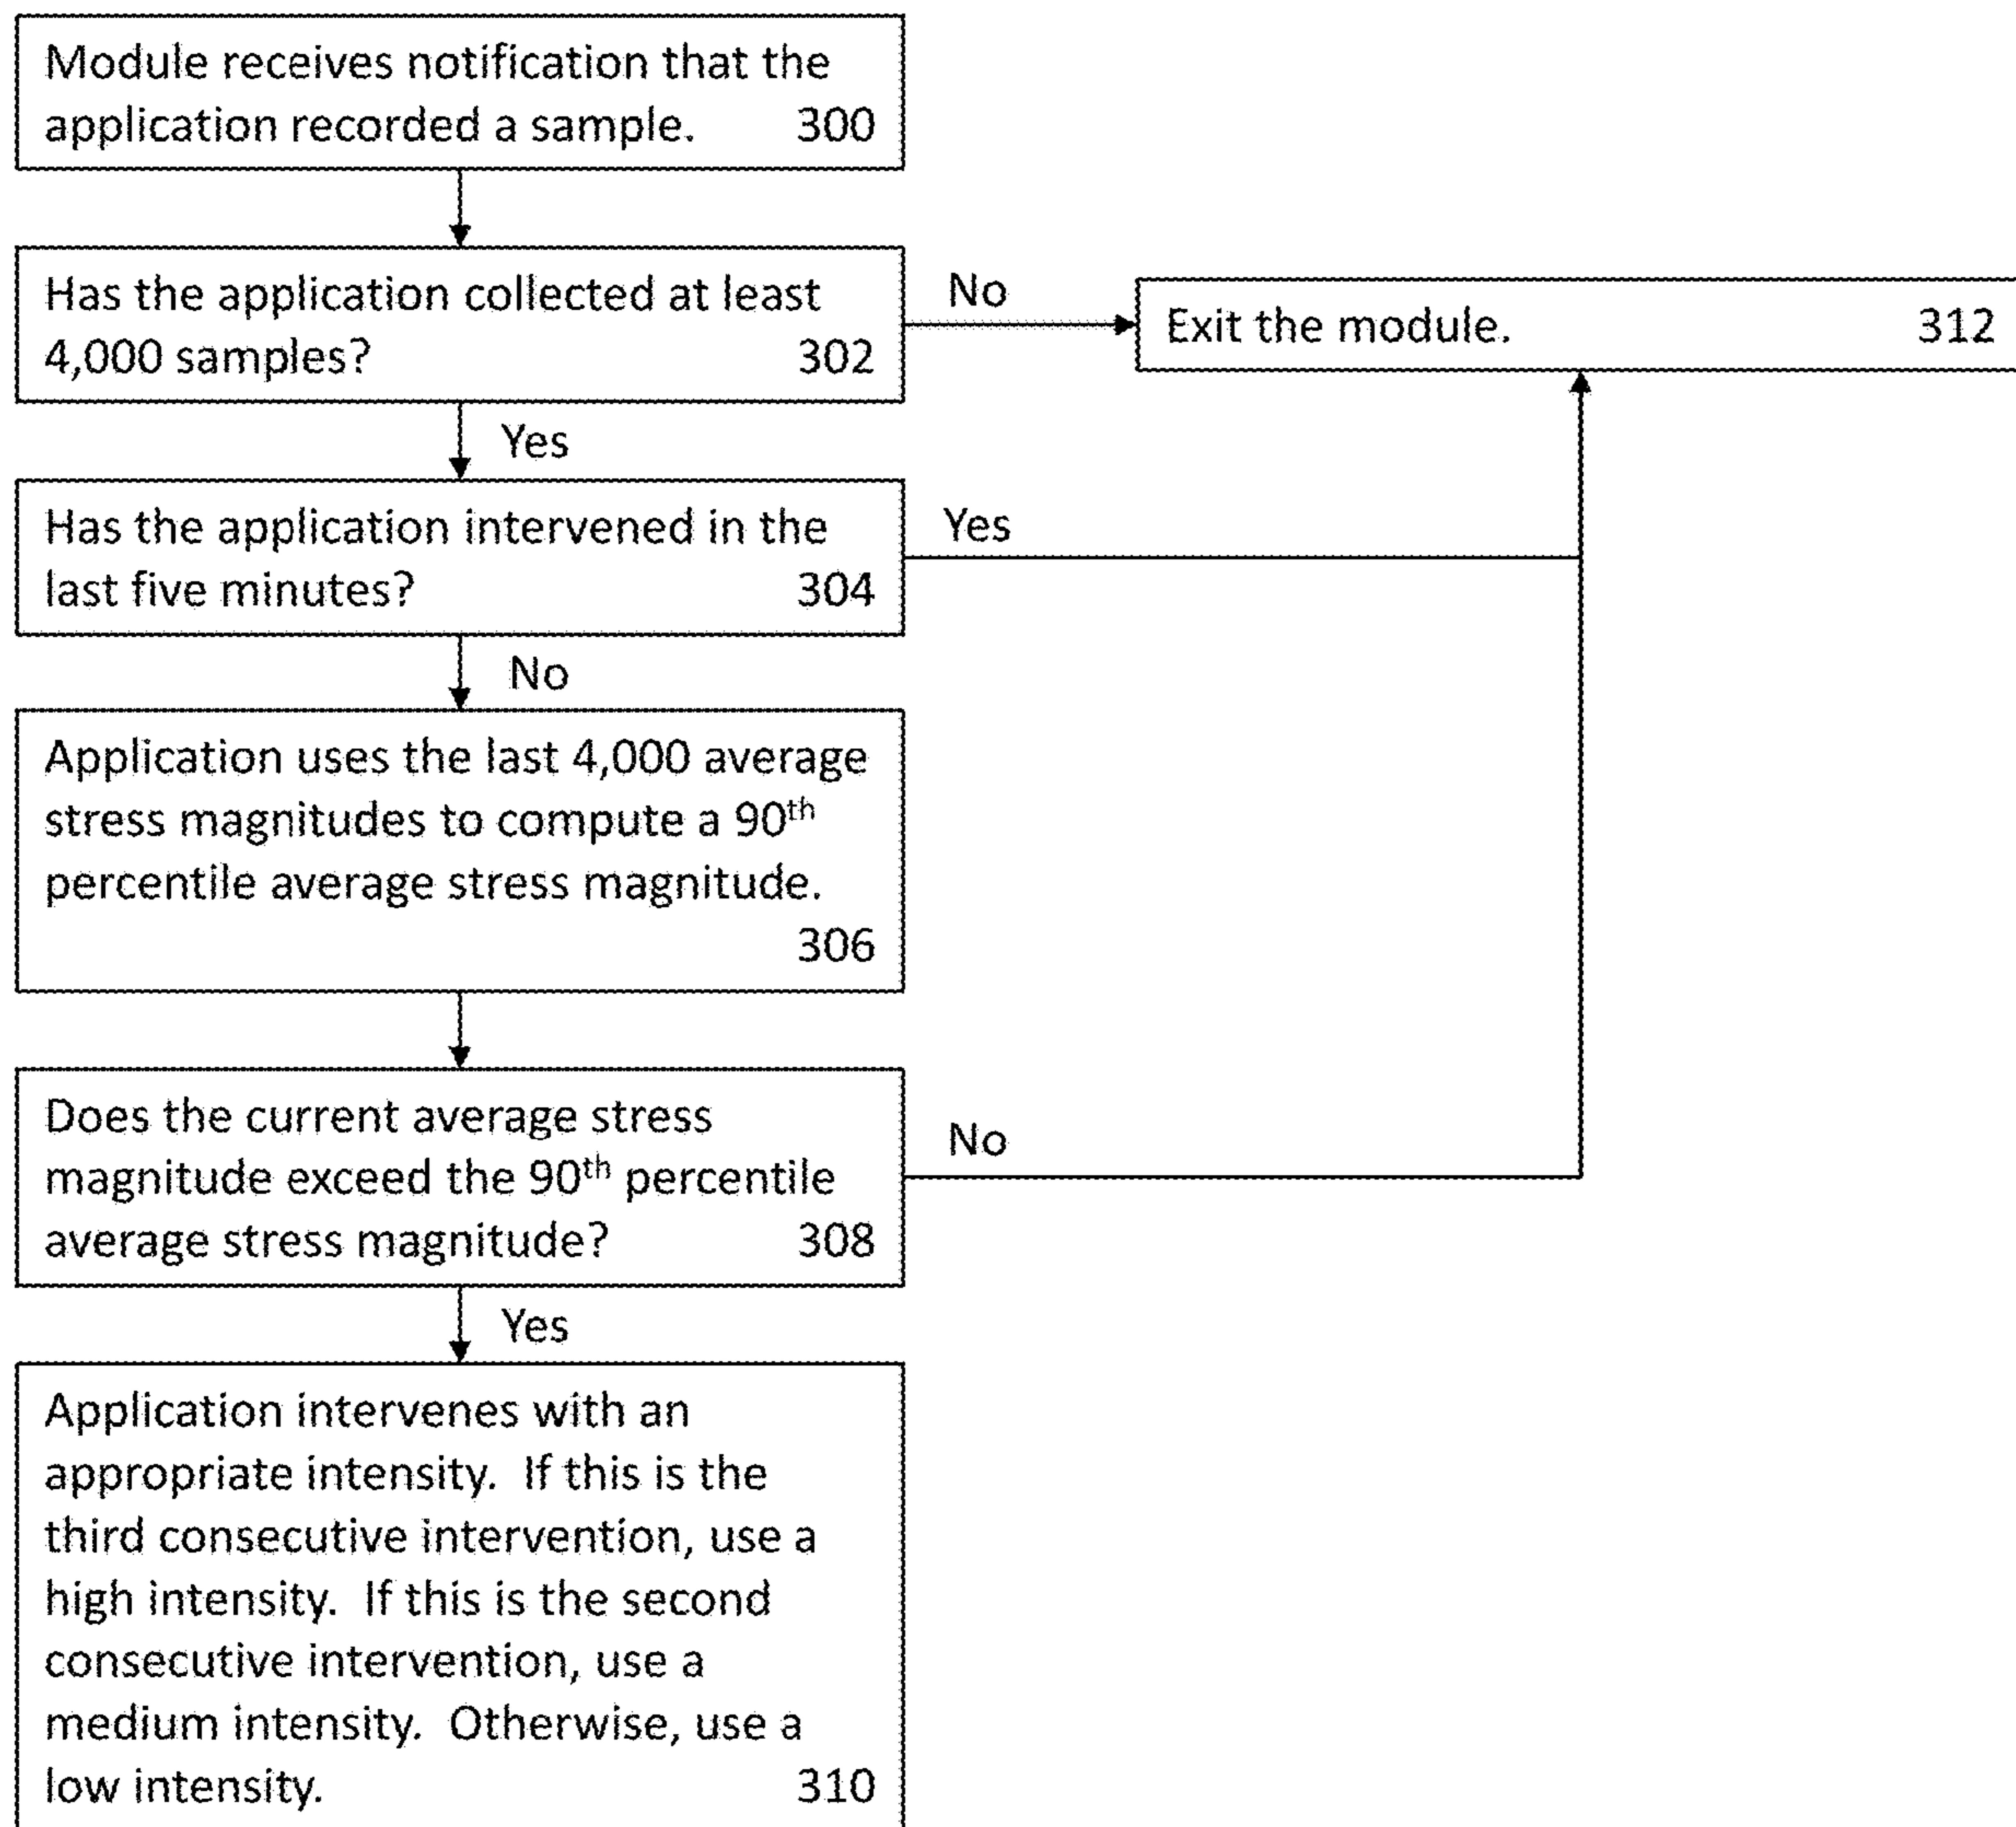 Module receives notification that the
application recorded a sample. 300
Has the application collected at least
4,000 samples? 302
No
Exit the module. 312
Yes
Has the application intervened in the
last five minutes? 304
Yes
No
Application uses the last 4,000 average
stress magnitudes to compute a 90th
percentile average stress magnitude.
306
Does the current average stress
magnitude exceed the 90th percentile
average stress magnitude? 308
No
Yes
Application intervenes with an
appropriate intensity. If this is the
third consecutive intervention, use a
high intensity. If this is the second
consecutive intervention, use a
medium intensity. Otherwise, use a
low intensity. 310